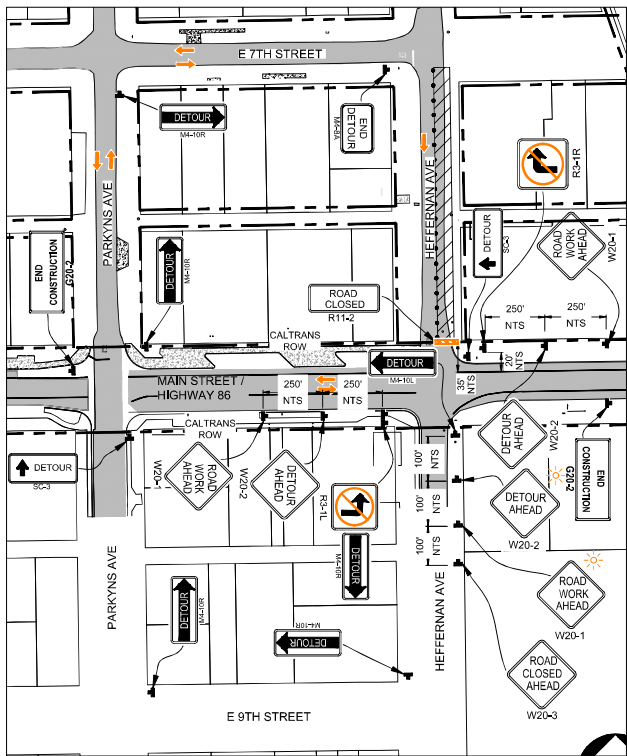 E 7TH STREET
DETOUR
M4-10R
END
DETOUR
M4-8A
R3-1R
PARKYNS AVE
HEFFERNAN AVE
DETOUR
SC-3
ROAD
WORK
AHEAD
W20-1
END
CONSTRUCTION
G20-2
DETOUR
M4-10R
ROAD
CLOSED
R11-2
250'
NTS
250'
NTS
CALTRANS
ROW
20'
NTS
35'
DETOUR
M4-10L
MAIN STREET /
HIGHWAY 86
250'
NTS
250'
NTS
CALTRANS
ROW
DETOUR
AHEAD
W20-2
END
CONSTRUCTION
G20-2
DETOUR
SC-3
ROAD
WORK
AHEAD
W20-1
DETOUR
AHEAD
W20-2
R3-1L
100'
NTS
100'
NTS
100'
NTS
DETOUR
AHEAD
W20-2
PARKYNS AVE
DETOUR
M4-10R
DETOUR
M4-10R
DETOUR
M4-10R
HEFFERNAN AVE
ROAD
WORK
AHEAD
W20-1
ROAD
CLOSED
AHEAD
W20-3
E 9TH STREET